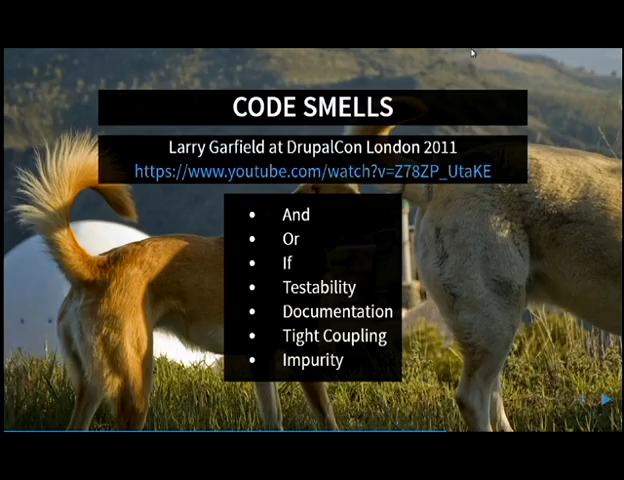 CODE SMELLS
Larry Garfield at DrupalCon London 2011
https://www.youtube.com/watch?v=Z78ZP_UtaKE
• And
• Or
• If
• Testability
• Documentation
• Tight Coupling
• Impurity